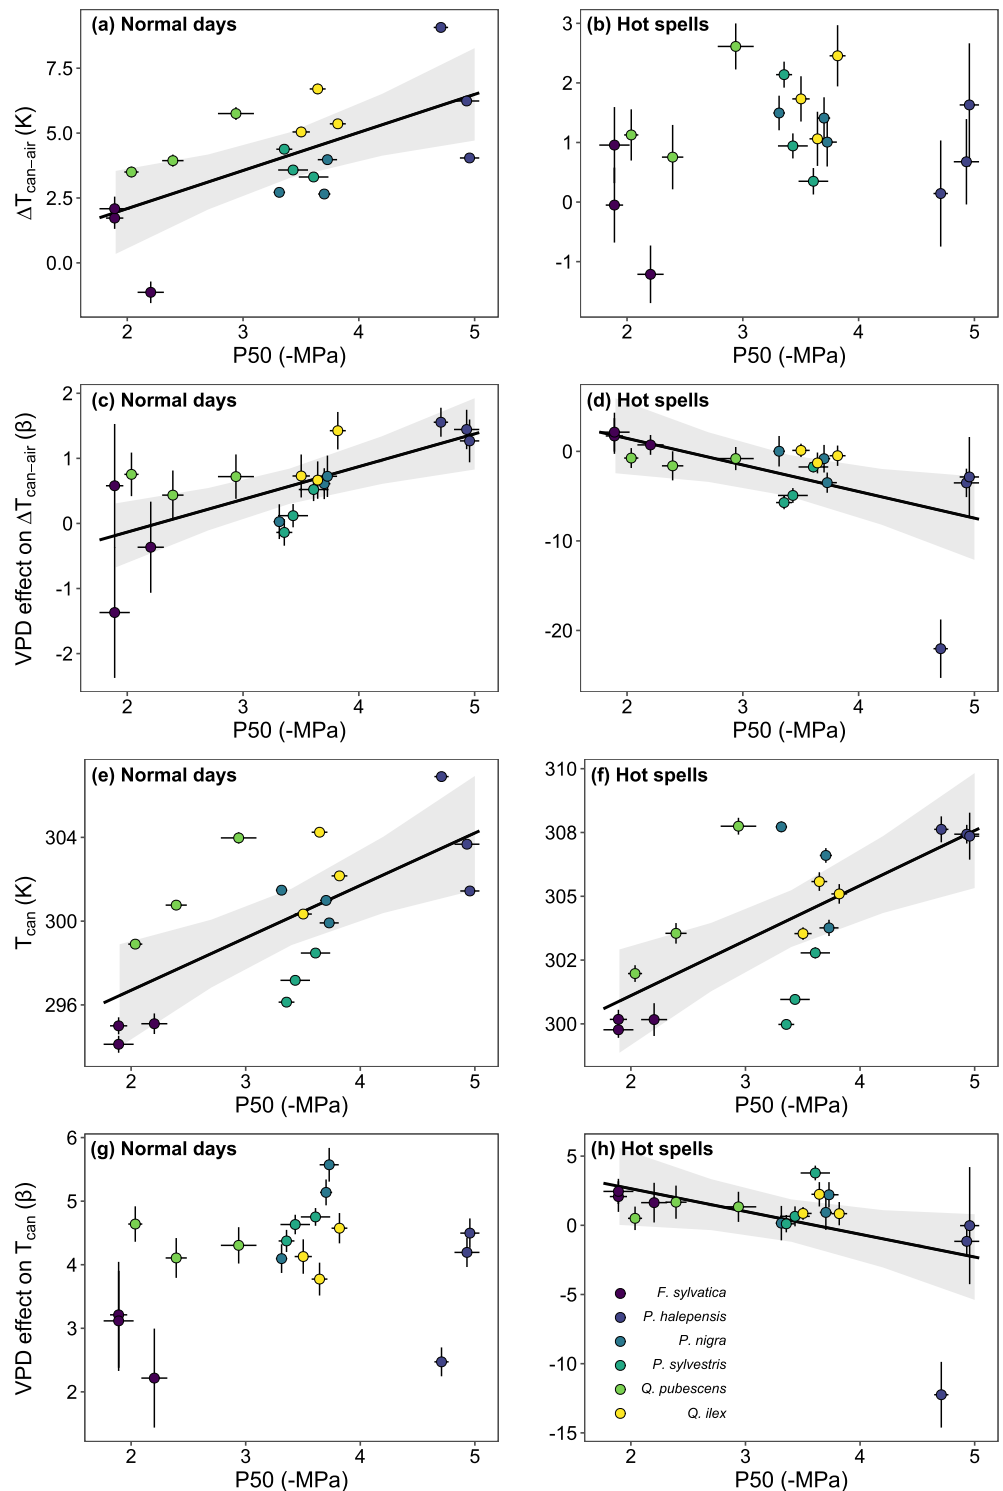 (a) Normal days
ΔTcan−air (K)
7.5
5.0
2.5
0.0
2 3 4 5
P50 (-MPa)
(b) Hot spells
3
2
1
0
-1
2 3 4 5
P50 (-MPa)
(c) Normal days
VPD effect on ΔTcan−air (β)
2
1
0
-1
-2
2 3 4 5
P50 (-MPa)
(d) Hot spells
0
-10
-20
2 3 4 5
P50 (-MPa)
(e) Normal days
Tcan (K)
304
300
296
2 3 4 5
P50 (-MPa)
(f) Hot spells
310
308
305
302
300
2 3 4 5
P50 (-MPa)
(g) Normal days
VPD effect on Tcan (β)
6
5
4
3
2
2 3 4 5
P50 (-MPa)
(h) Hot spells
5
0
-5
-10
-15
F. sylvatica
P. halepensis
P. nigra
P. sylvestris
Q. pubescens
Q. ilex
2 3 4 5
P50 (-MPa)